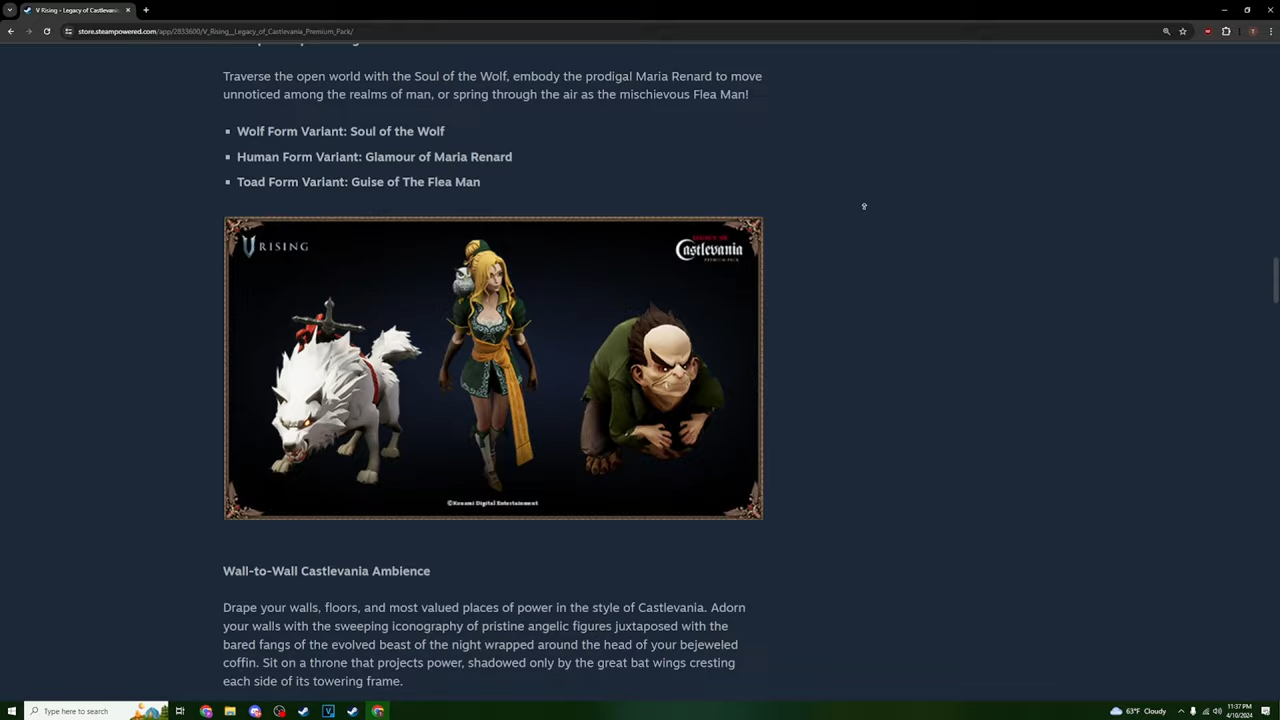 V Rising - Legacy of Castlevani
store.steampowered.com/app/2833600/V_Rising__Legacy_of_Castlevania_Premium_Pack/
Traverse the open world with the Soul of the Wolf, embody the prodigal Maria Renard to move
unnoticed among the realms of man, or spring through the air as the mischievous Flea Man!
Wolf Form Variant: Soul of the Wolf
Human Form Variant: Glamour of Maria Renard
Toad Form Variant: Guise of The Flea Man
V RISING
Castlevania
PREMIUM PACK
©Konami Digital Entertainment
Wall-to-Wall Castlevania Ambience
Drape your walls, floors, and most valued places of power in the style of Castlevania. Adorn
your walls with the sweeping iconography of pristine angelic figures juxtaposed with the
bared fangs of the evolved beast of the night wrapped around the head of your bejeweled
coffin. Sit on a throne that projects power, shadowed only by the great bat wings cresting
each side of its towering frame.
Type here to search
63°F Cloudy
11:37 PM
4/10/2024